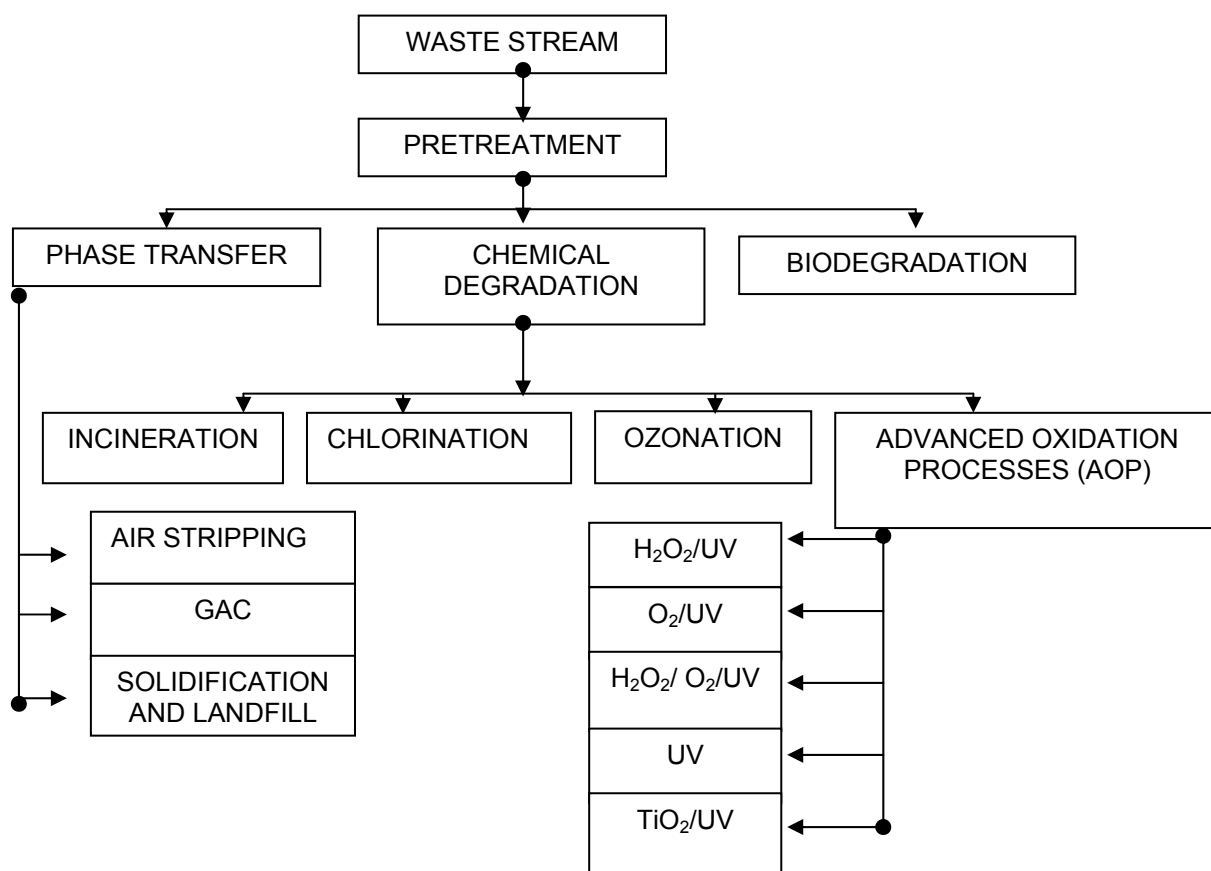 WASTE STREAM
PRETREATMENT
PHASE TRANSFER
CHEMICAL
DEGRADATION
BIODEGRADATION
INCINERATION
CHLORINATION
OZONATION
ADVANCED OXIDATION
PROCESSES (AOP)
AIR STRIPPING
GAC
SOLIDIFICATION
AND LANDFILL
H₂O₂/UV
O₂/UV
H₂O₂/ O₂/UV
UV
TiO₂/UV